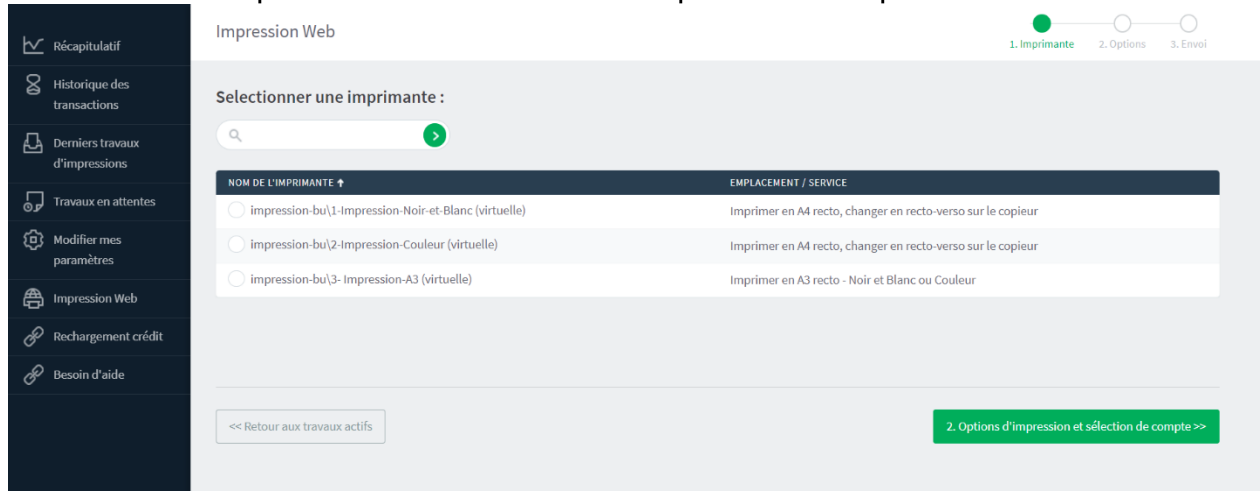 Récapitulatif
Historique des
transactions
Derniers travaux
d'impressions
Travaux en attentes
Modifier mes
paramètres
Impression Web
Rechargement crédit
Besoin d'aide
Impression Web
1. Imprimante
2. Options
3. Envoi
Selectionner une imprimante :
NOM DE L'IMPRIMANTE ↑ EMPLACEMENT / SERVICE
impression-bu\1-Impression-Noir-et-Blanc (virtuelle) Imprimer en A4 recto, changer en recto-verso sur le copieur
impression-bu\2-Impression-Couleur (virtuelle) Imprimer en A4 recto, changer en recto-verso sur le copieur
impression-bu\3- Impression-A3 (virtuelle) Imprimer en A3 recto - Noir et Blanc ou Couleur
<< Retour aux travaux actifs
2. Options d'impression et sélection de compte >>